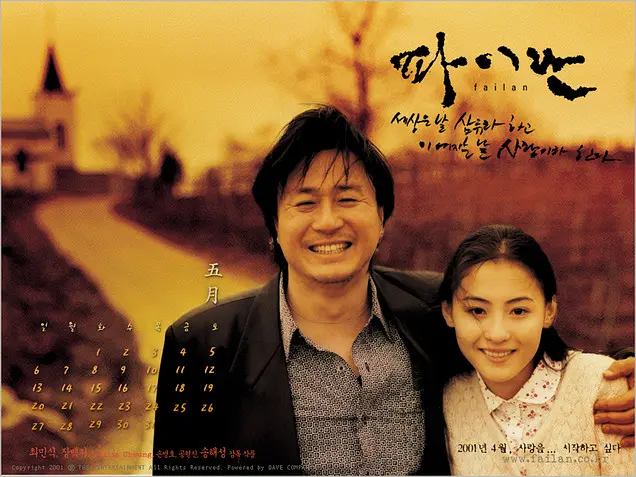 파이란
failan
세상은 날 삼류라 하고
이 여자는 날 사랑이라 한다
五
月
일 월 화 수 목 금 토
1 2 3 4 5
6 7 8 9 10 11 12
13 14 15 16 17 18 19
20 21 22 23 24 25 26
27 28 29 30 31
최민식, 장백지 Cheung 손병호, 공형진 송해성 감독 작품
2001년 4월, 사랑을... 시작하고 싶다
www.failan.co.kr
Copyright 2001 ⓒ ENTERTAINMENT All Rights Reserved. Powered by DAVE